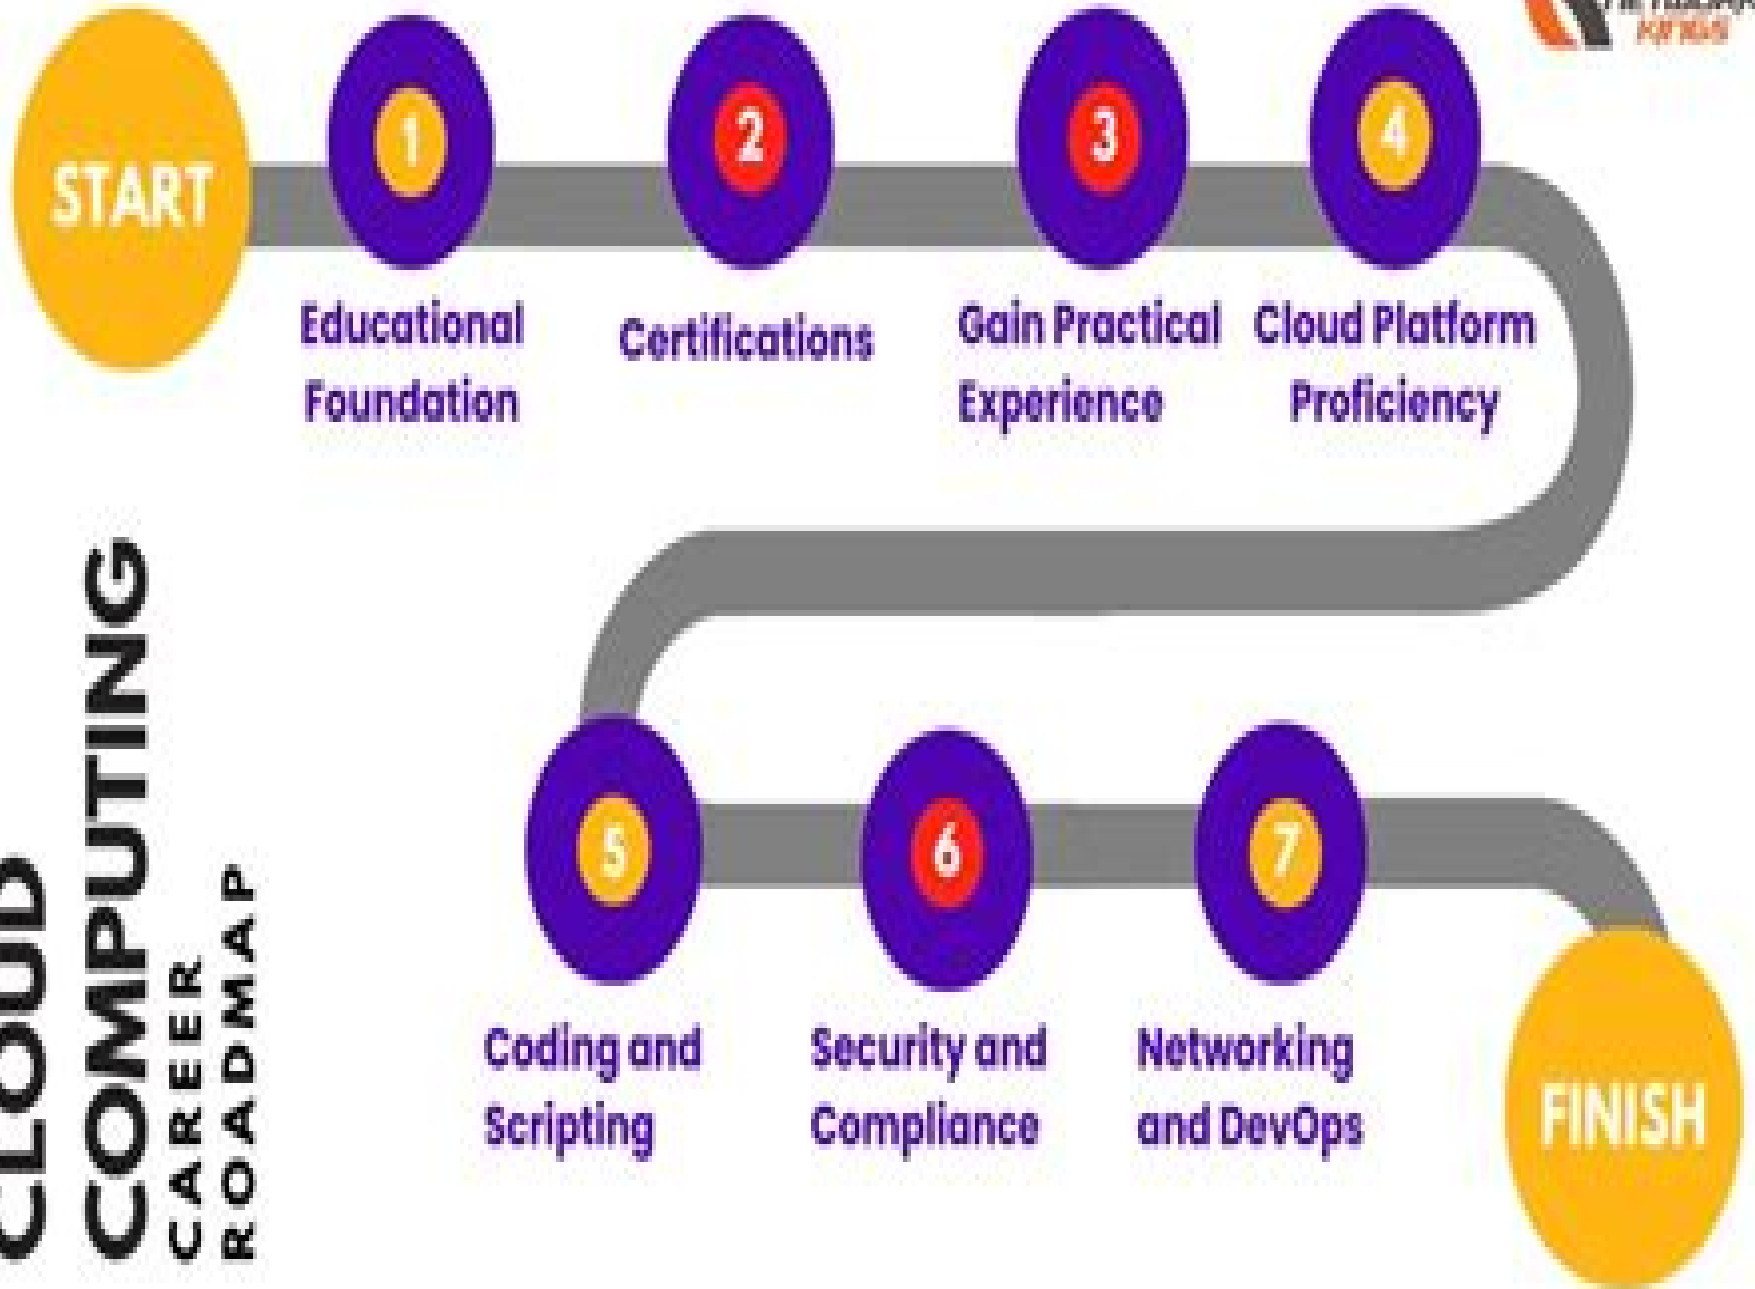 KINGS
START
1
2
3
4
Educational
Foundation
Certifications
Gain Practical
Experience
Cloud Platform
Proficiency
CLOUD
COMPUTING
CAREER
ROADMAP
5
6
7
Coding and
Scripting
Security and
Compliance
Networking
and DevOps
FINISH